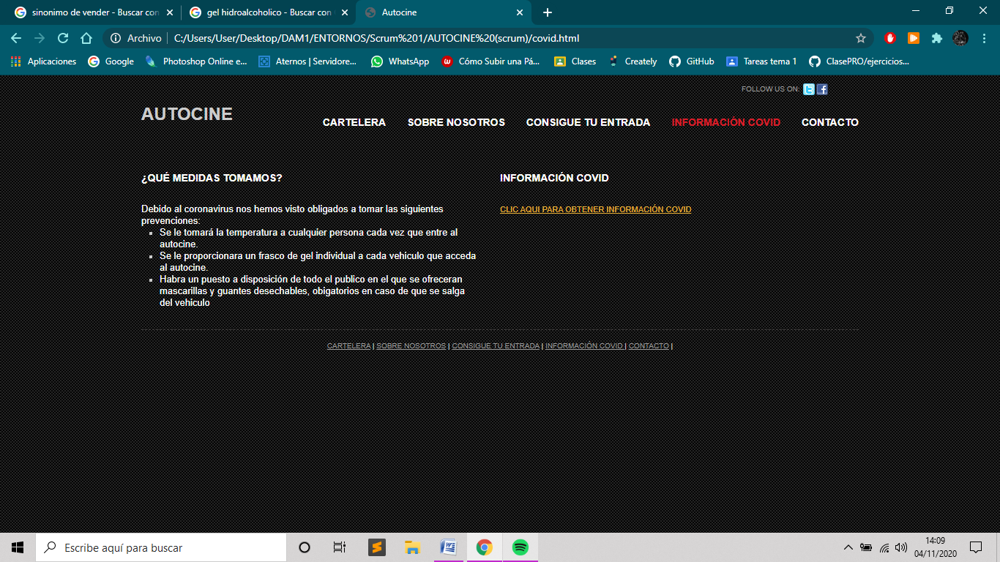 sinonimo de vender - Buscar con
gel hidroalcoholico - Buscar con
Autocine
Archivo
C:/Users/User/Desktop/DAM1/ENTORNOS/Scrum%201/AUTOCINE%20(scrum)/covid.html
Aplicaciones
Google
Photoshop Online e...
Aternos | Servidore...
WhatsApp
Cómo Subir una Pá...
Clases
Creately
GitHub
Tareas tema 1
ClasePRO/ejercicios...
FOLLOW US ON:
AUTOCINE
CARTELERA
SOBRE NOSOTROS
CONSIGUE TU ENTRADA
INFORMACIÓN COVID
CONTACTO
¿QUÉ MEDIDAS TOMAMOS?
Debido al coronavirus nos hemos visto obligados a tomar las siguientes
prevenciones:
Se le tomará la temperatura a cualquier persona cada vez que entre al
autocine.
Se le proporcionara un frasco de gel individual a cada vehiculo que acceda
al autocine.
Habra un puesto a disposición de todo el publico en el que se ofreceran
mascarillas y guantes desechables, obigatorios en caso de que se salga
del vehiculo
INFORMACIÓN COVID
CLIC AQUI PARA OBTENER INFORMACIÓN COVID
CARTELERA | SOBRE NOSOTROS | CONSIGUE TU ENTRADA | INFORMACIÓN COVID | CONTACTO |
Escribe aquí para buscar
14:09
04/11/2020